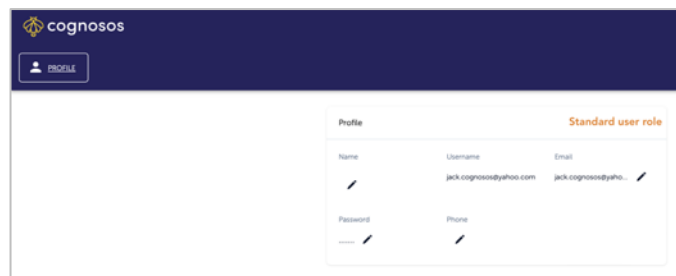 cognosos
PROFILE
Profile Standard user role
Name Username Email
jack.cognosos@yahoo.com jack.cognosos@yaho...
Password Phone
........